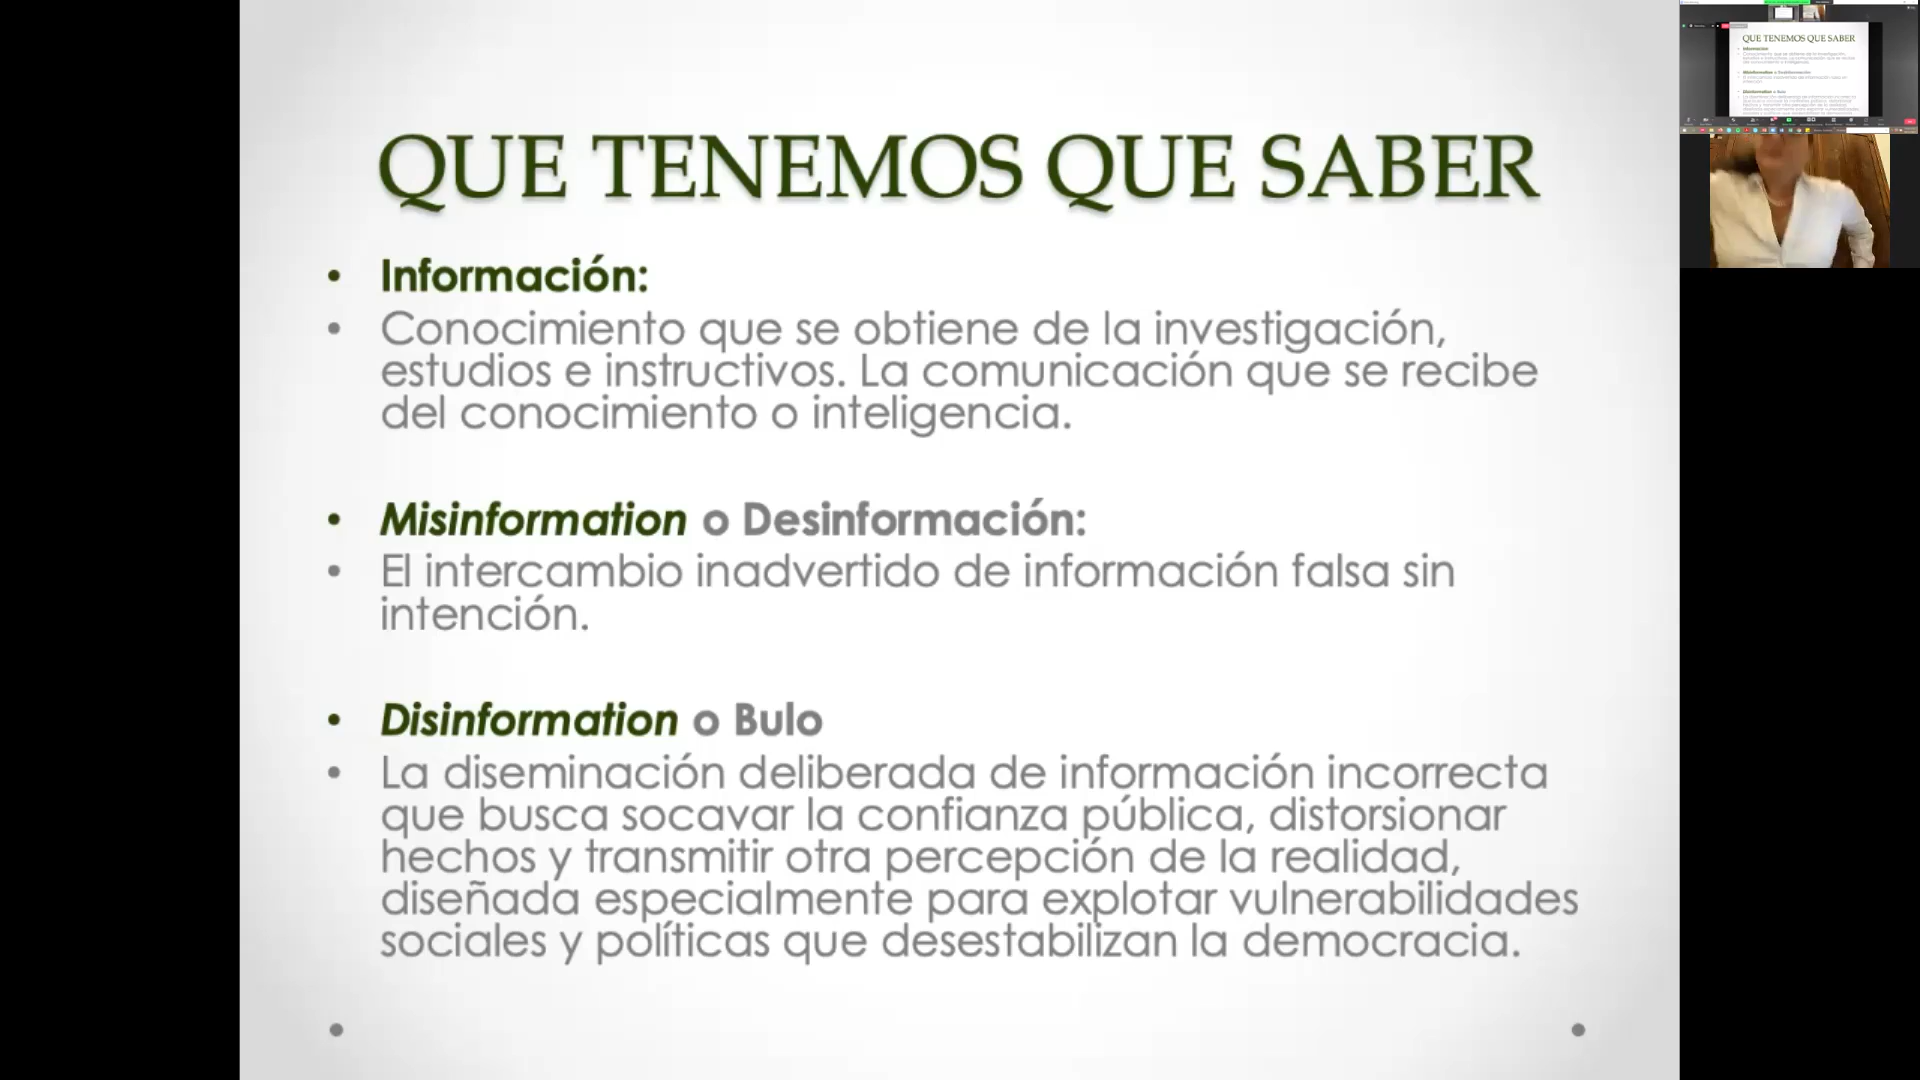 QUE TENEMOS QUE SABER
• Información:
• Conocimiento que se obtiene de la investigación,
estudios e instructivos. La comunicación que se recibe
del conocimiento o inteligencia.
• Misinformation o Desinformación:
• El intercambio inadvertido de información falsa sin
intención.
• Disinformation o Bulo
• La diseminación deliberada de información incorrecta
que busca socavar la confianza pública, distorsionar
hechos y transmitir otra percepción de la realidad,
diseñada especialmente para explotar vulnerabilidades
sociales y políticas que desestabilizan la democracia.
QUE TENEMOS QUE SABER